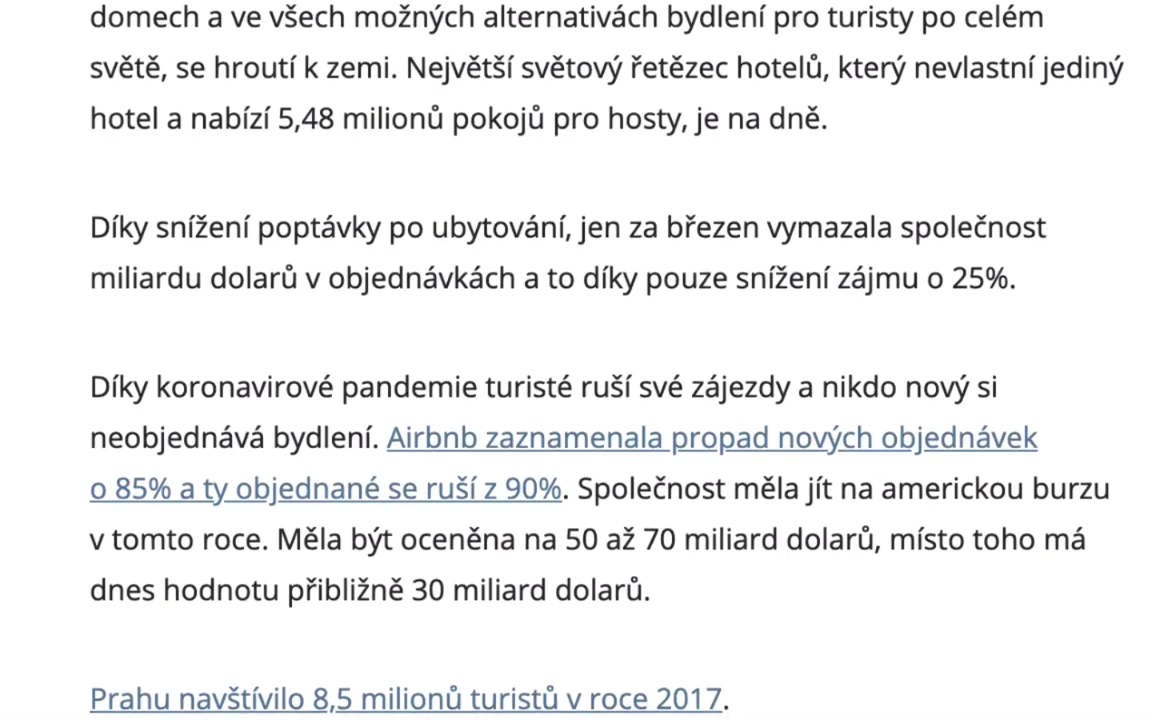 domech a ve všech možných alternativách bydlení pro turisty po celém
světě, se hroutí k zemi. Největší světový řetězec hotelů, který nevlastní jediný
hotel a nabízí 5,48 milionů pokojů pro hosty, je na dně.
Díky snížení poptávky po ubytování, jen za březen vymazala společnost
miliardu dolarů v objednávkách a to díky pouze snížení zájmu o 25%.
Díky koronavirové pandemie turisté ruší své zájezdy a nikdo nový si
neobjednává bydlení. Airbnb zaznamenala propad nových objednávek
o 85% a ty objednané se ruší z 90%. Společnost měla jít na americkou burzu
v tomto roce. Měla být oceněna na 50 až 70 miliard dolarů, místo toho má
dnes hodnotu přibližně 30 miliard dolarů.
Prahu navštívilo 8,5 milionů turistů v roce 2017.